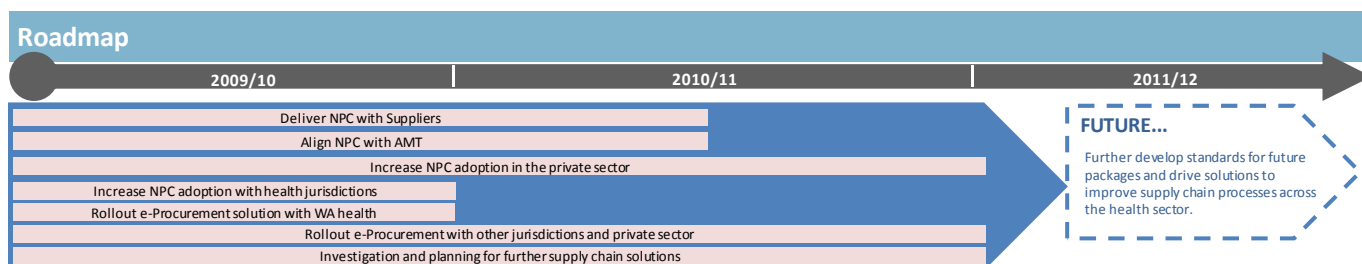 Roadmap
2009/10
2010/11
2011/12
Deliver NPC with Suppliers
Align NPC with AMT
Increase NPC adoption in the private sector
Increase NPC adoption with health jurisdictions
Rollout e-Procurement solution with WA health
Rollout e-Procurement with other jurisdictions and private sector
Investigation and planning for further supply chain solutions
FUTURE...
Further develop standards for future
packages and drive solutions to
improve supply chain processes across
the health sector.